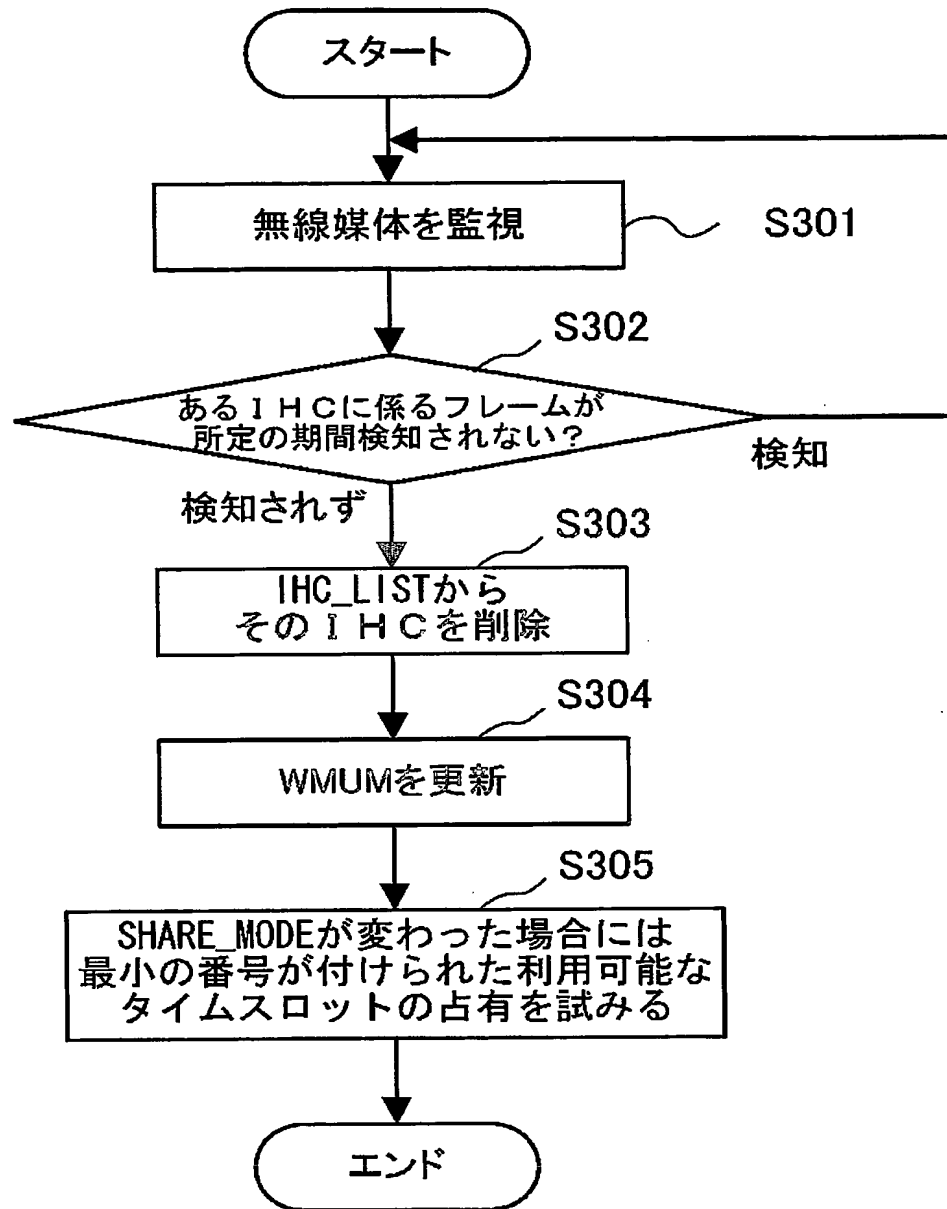 スタート
無線媒体を監視
S301
S302
あるＩＨＣに係るフレームが
所定の期間検知されない？
検知
検知されず
S303
IHC_LISTから
そのＩＨＣを削除
S304
WMUMを更新
S305
SHARE_MODEが変わった場合には
最小の番号が付けられた利用可能な
タイムスロットの占有を試みる
エンド